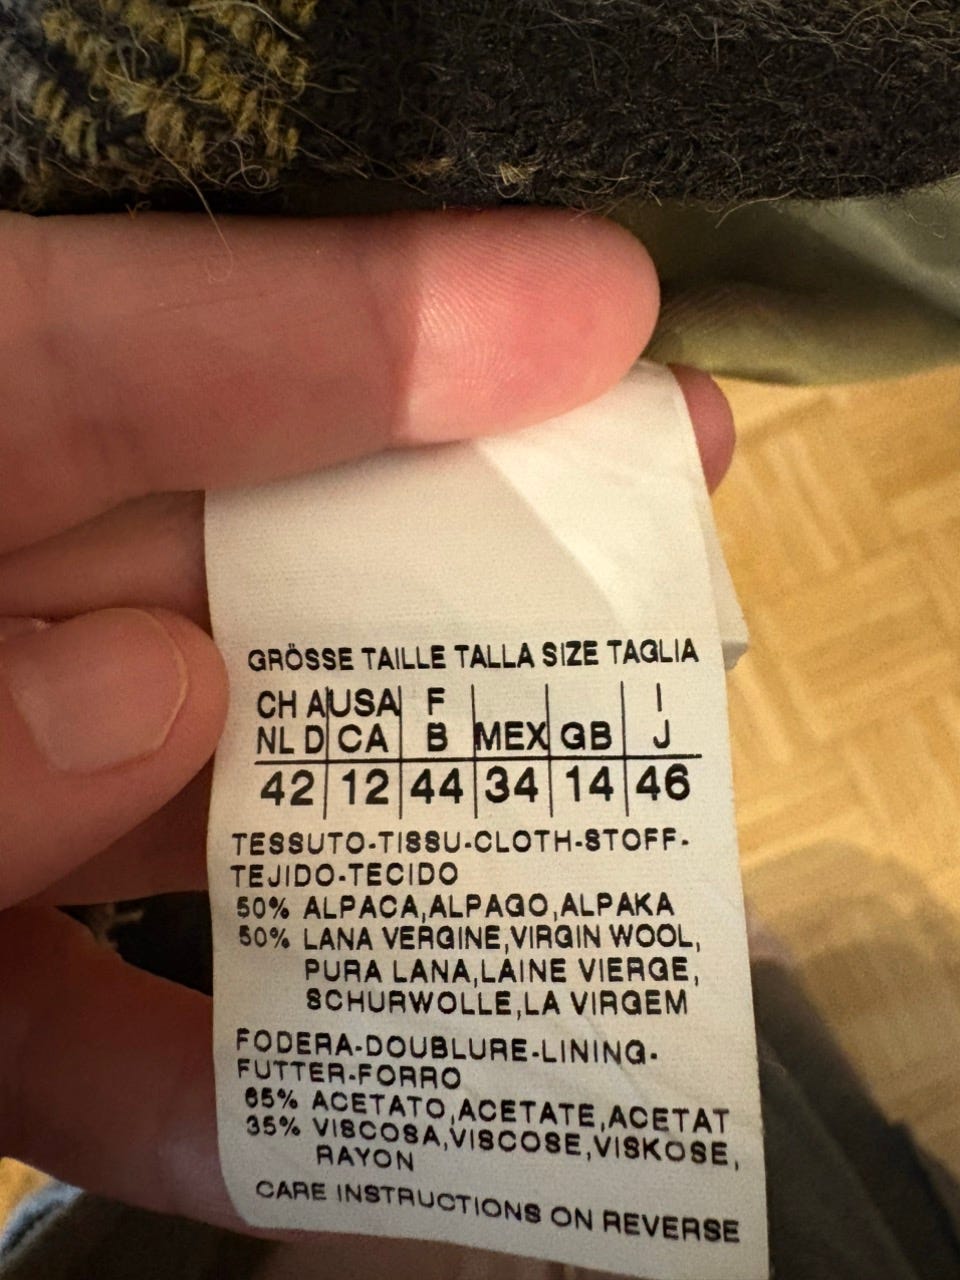 GRÖSSE TAILLE TALLA SIZE TAGLIA
CH A USA F I
NL D CA B MEX GB J
42 12 44 34 14 46
TESSUTO-TISSU-CLOTH-STOFF-
TEJIDO-TECIDO
50% ALPACA,ALPAGO,ALPAKA
50% LANA VERGINE,VIRGIN WOOL,
PURA LANA,LAINE VIERGE,
SCHURWOLLE,LA VIRGEM
FODERA-DOUBLURE-LINING-
FUTTER-FORRO
65% ACETATO,ACETATE,ACETAT
35% VISCOSA,VISCOSE,VISKOSE,
RAYON
CARE INSTRUCTIONS ON REVERSE